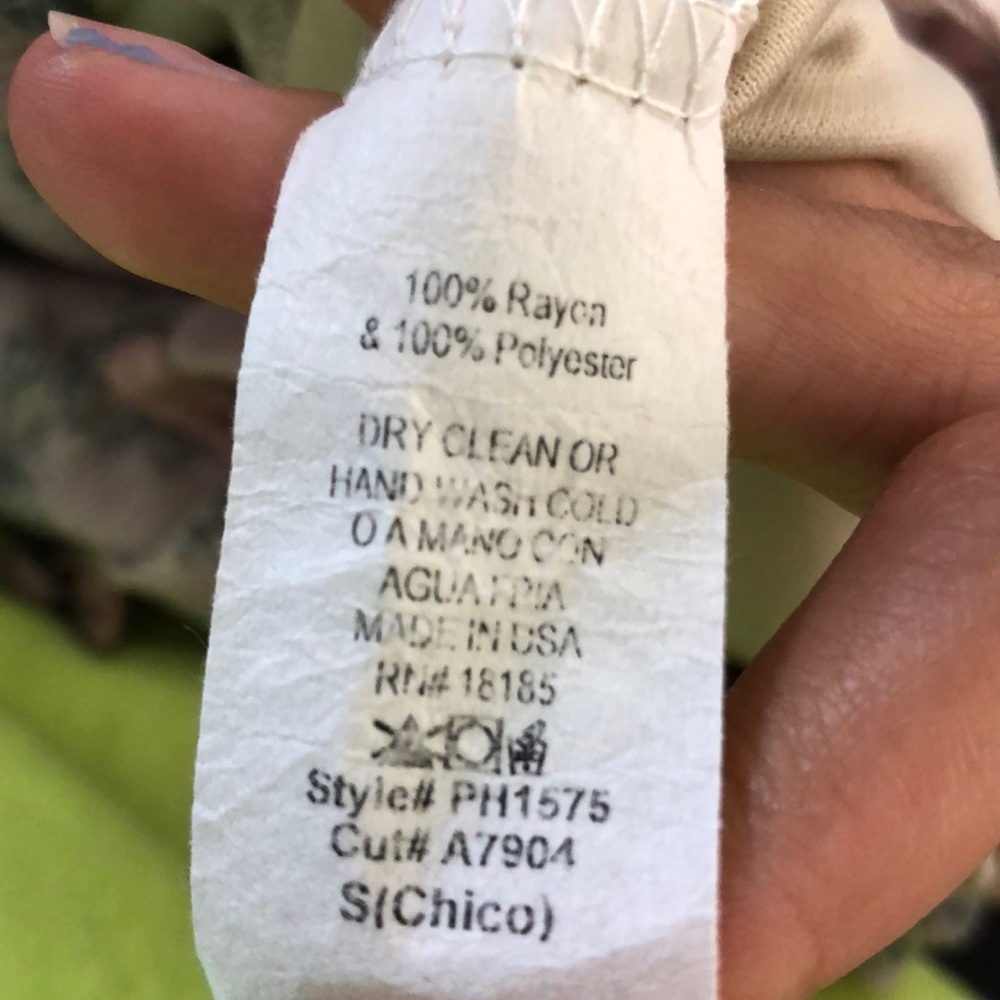 100% Rayon
& 100% Polyester
DRY CLEAN OR
HAND WASH COLD
O A MANO CON
AGUA FRIA
MADE IN USA
RN# 18185
Style# PH1575
Cut# A7904
S(Chico)